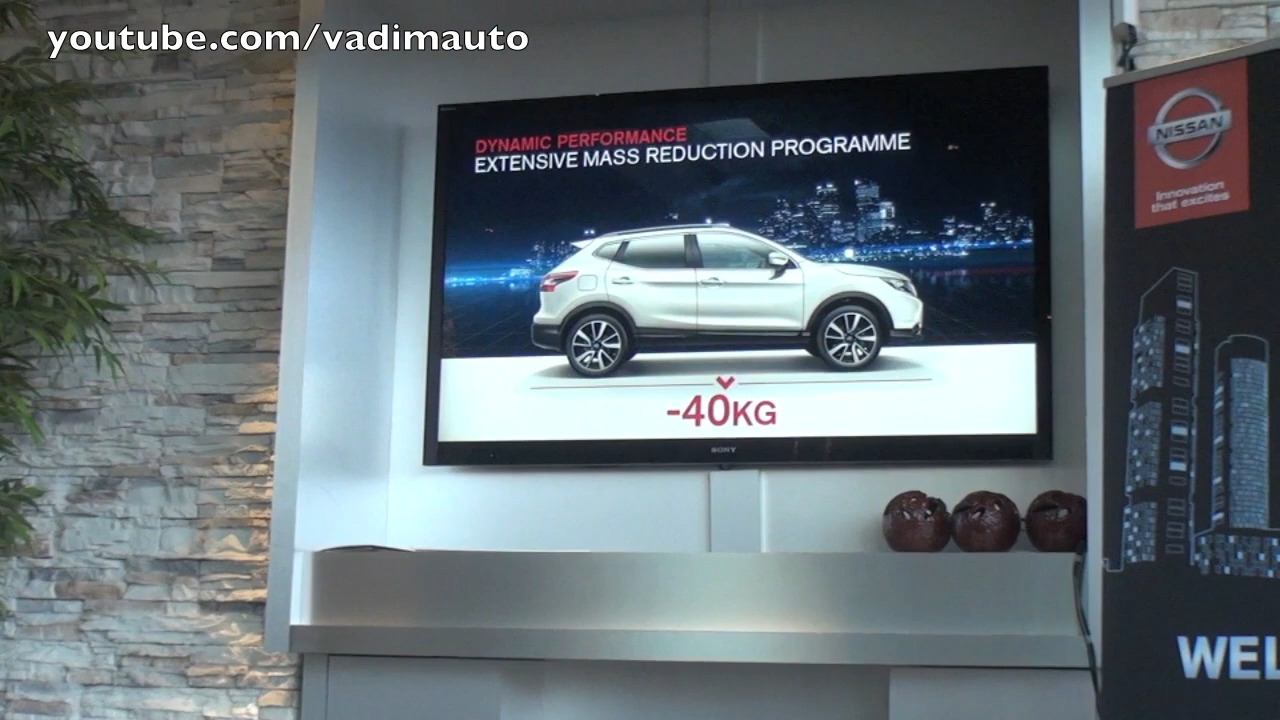 youtube.com/vadimauto
DYNAMIC PERFORMANCE
EXTENSIVE MASS REDUCTION PROGRAMME
-40KG
SONY
NISSAN
Innovation
that excites
WEL